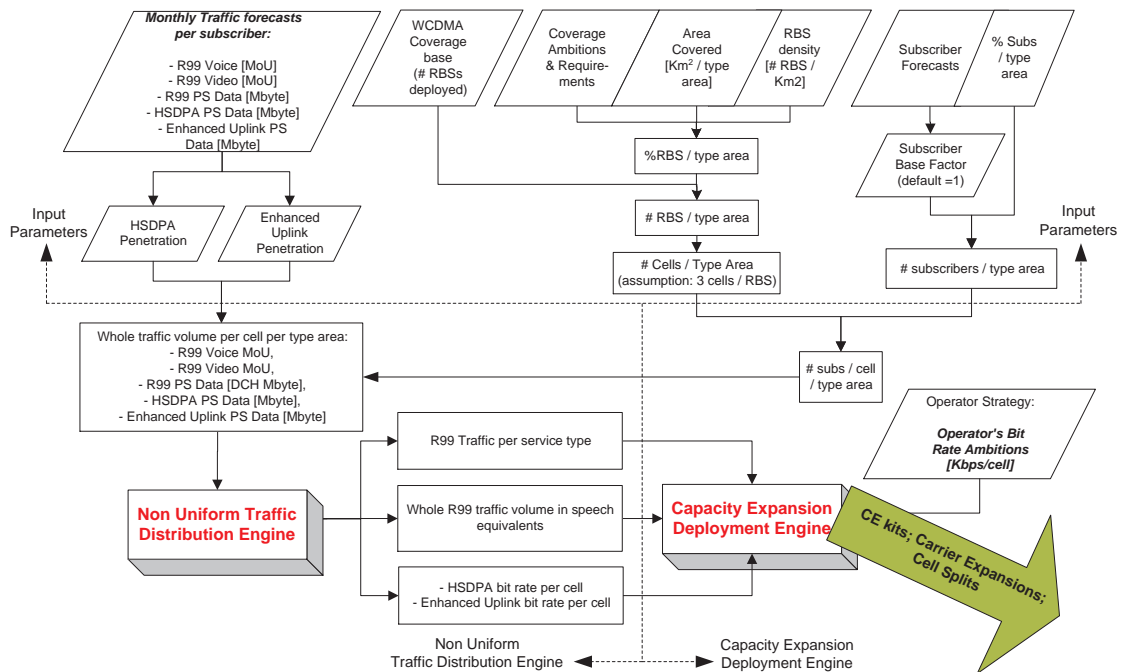 Monthly Traffic forecasts
per subscriber:
- R99 Voice [MoU]
- R99 Video [MoU]
- R99 PS Data [Mbyte]
-HSDPA PS Data [Mbyte]
- Enhanced Uplink PS
Data [Mbyte]
WCDMA
Coverage
base
(# RBSs
deployed)
Coverage
Ambitions
& Require-
ments
Area
Covered
[Km² / type
area]
RBS
density
[# RBS /
Km2]
Subscriber
Forecasts
% Subs /
type
area
%RBS / type area
Subscriber
Base Factor
(default =1)
Input
Parameters
HSDPA
Penetration
Enhanced
Uplink
Penetration
# RBS / type area
Input
Parameters
# Cells / Type Area
(assumption: 3 cells / RBS)
# subscribers / type area
Whole traffic volume per cell per type area:
- R99 Voice MoU,
- R99 Video MoU,
- R99 PS Data [DCH Mbyte],
- HSDPA PS Data [Mbyte],
- Enhanced Uplink PS Data [Mbyte]
# subs / cell
/ type area
Operator Strategy:
Operator's Bit
Rate Ambitions
[Kbps/cell]
R99 Traffic per service type
Non Uniform Traffic
Distribution Engine
Whole R99 traffic volume in speech
equivalents
Capacity Expansion
Deployment Engine
CE kits; Carrier Expansions;
Cell Splits
- HSDPA bit rate per cell
- Enhanced Uplink bit rate per cell
Non Uniform
Traffic Distribution Engine
Capacity Expansion
Deployment Engine